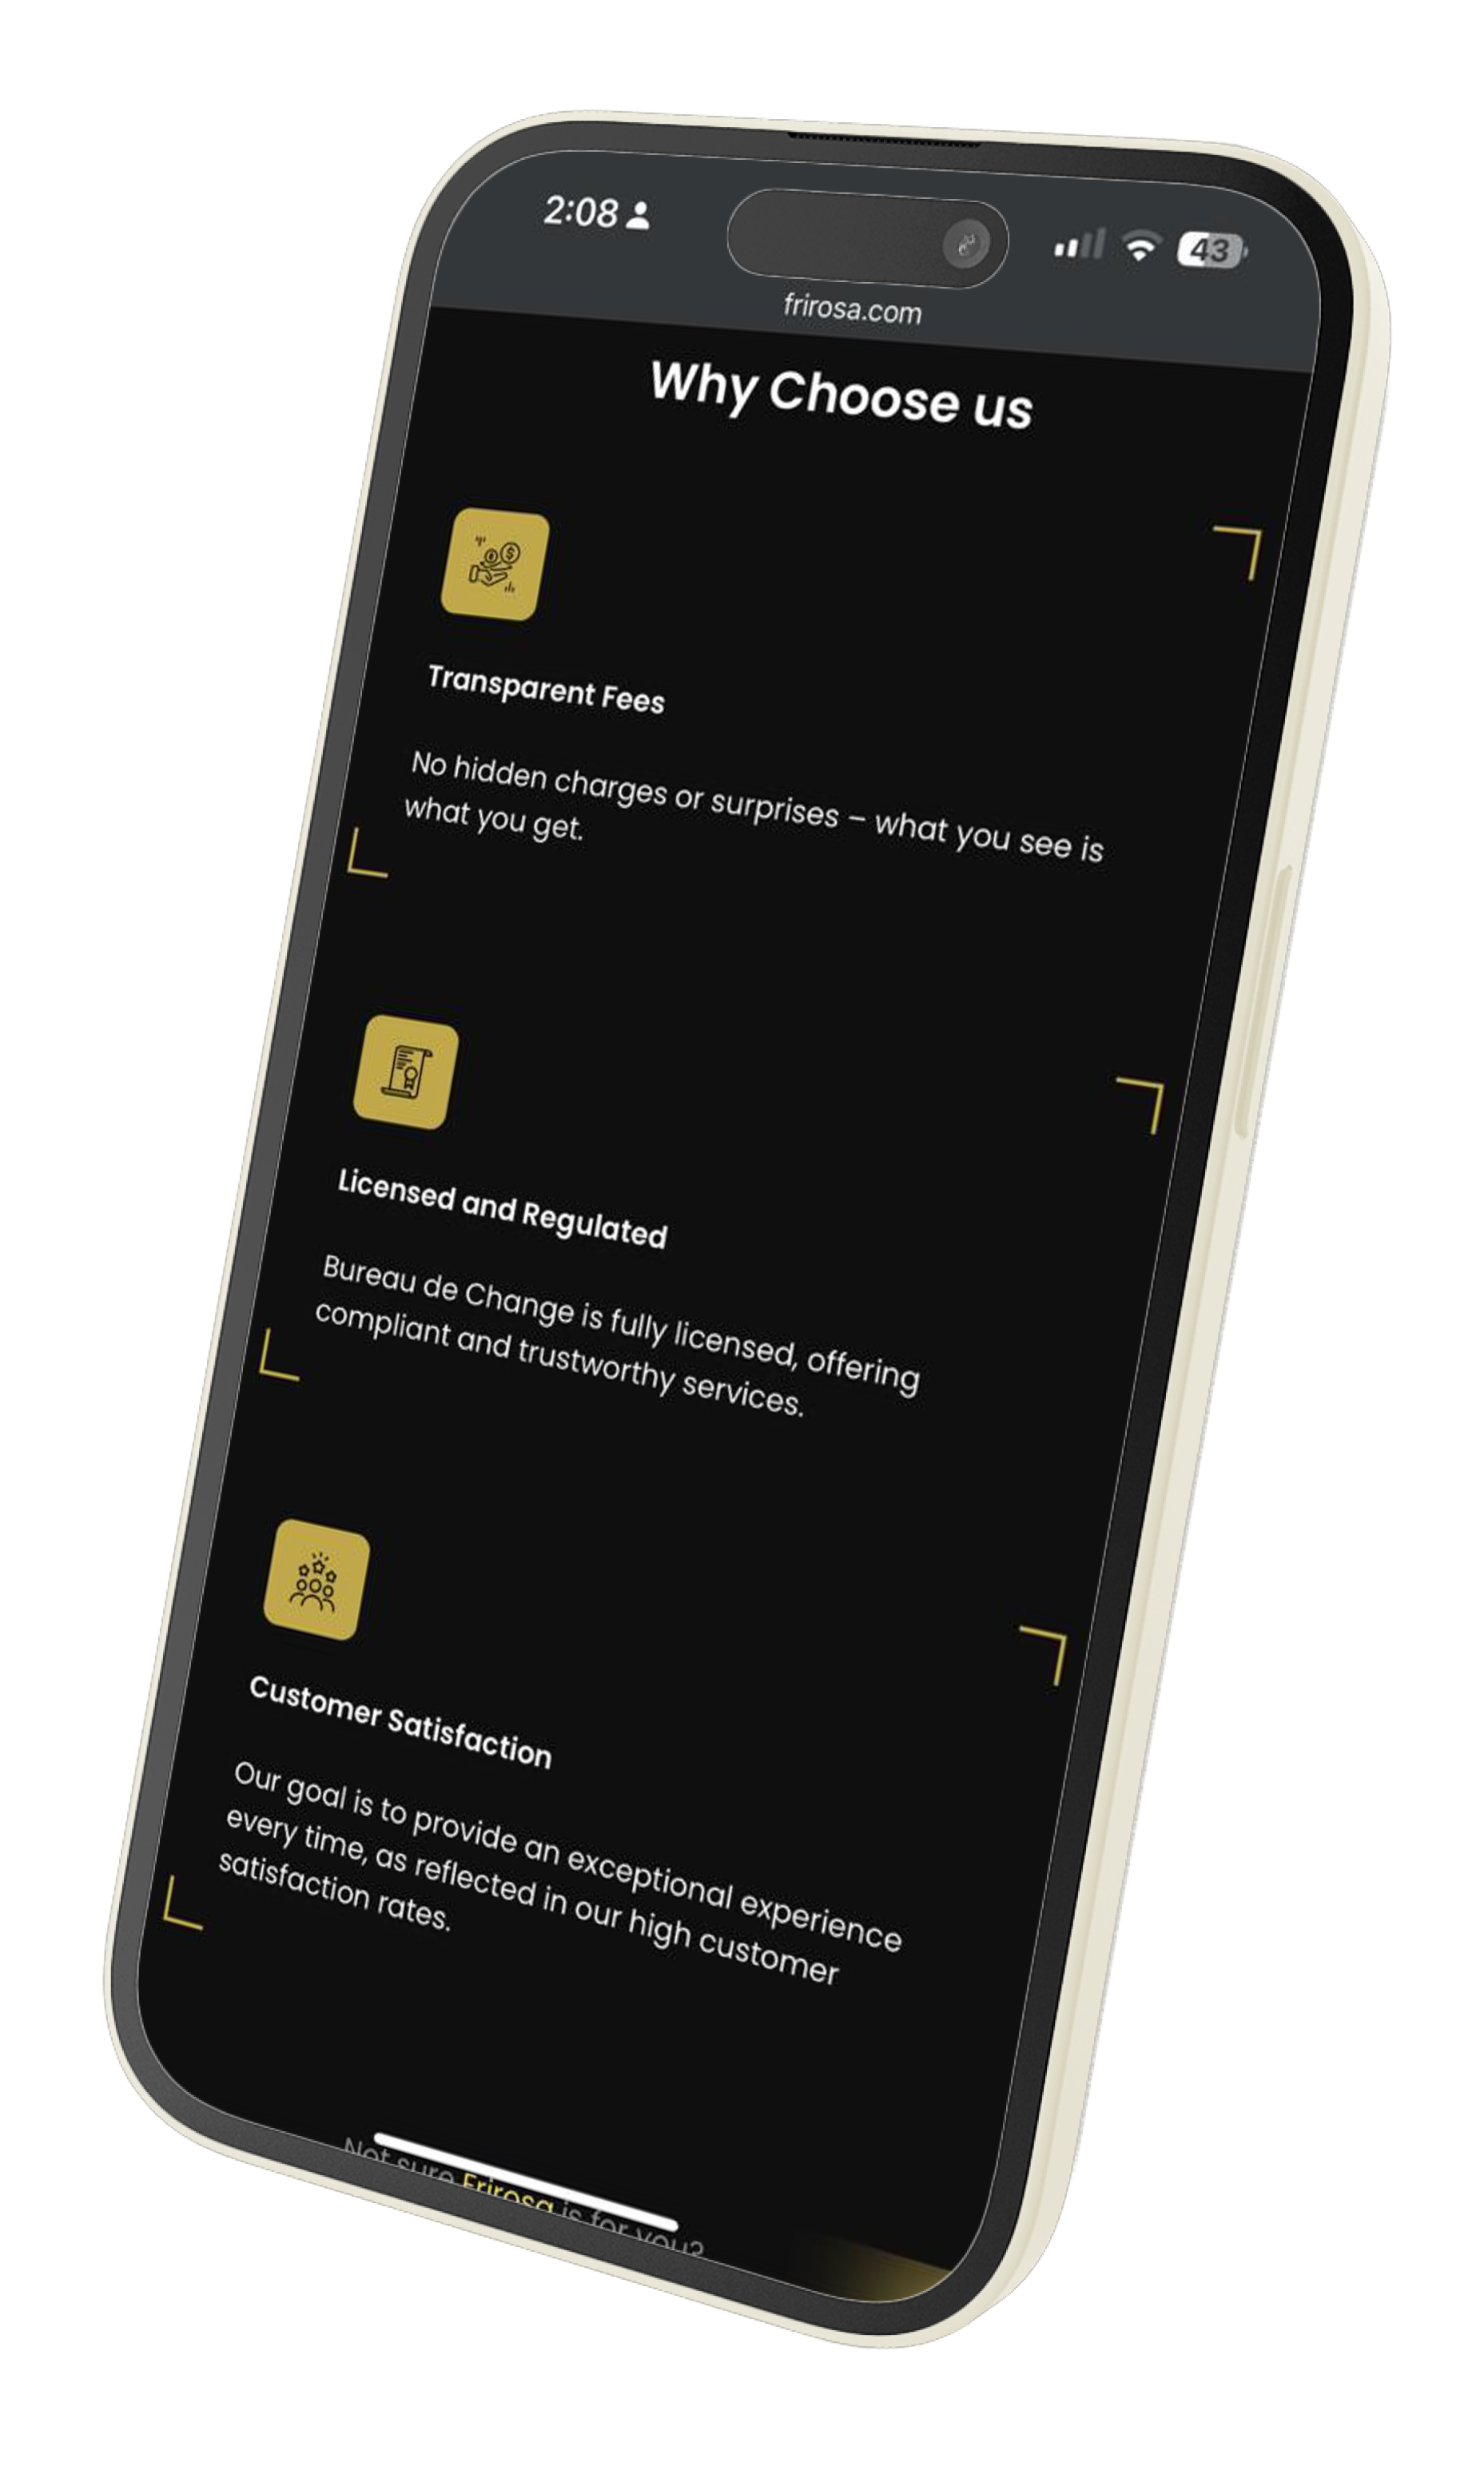 2:08
43
frirosa.com
Why Choose us
Transparent Fees
No hidden charges or surprises – what you see is
what you get.
Licensed and Regulated
Bureau de Change is fully licensed, offering
compliant and trustworthy services.
Customer Satisfaction
Our goal is to provide an exceptional experience
every time, as reflected in our high customer
satisfaction rates.
Not sure Frirosa is for you?